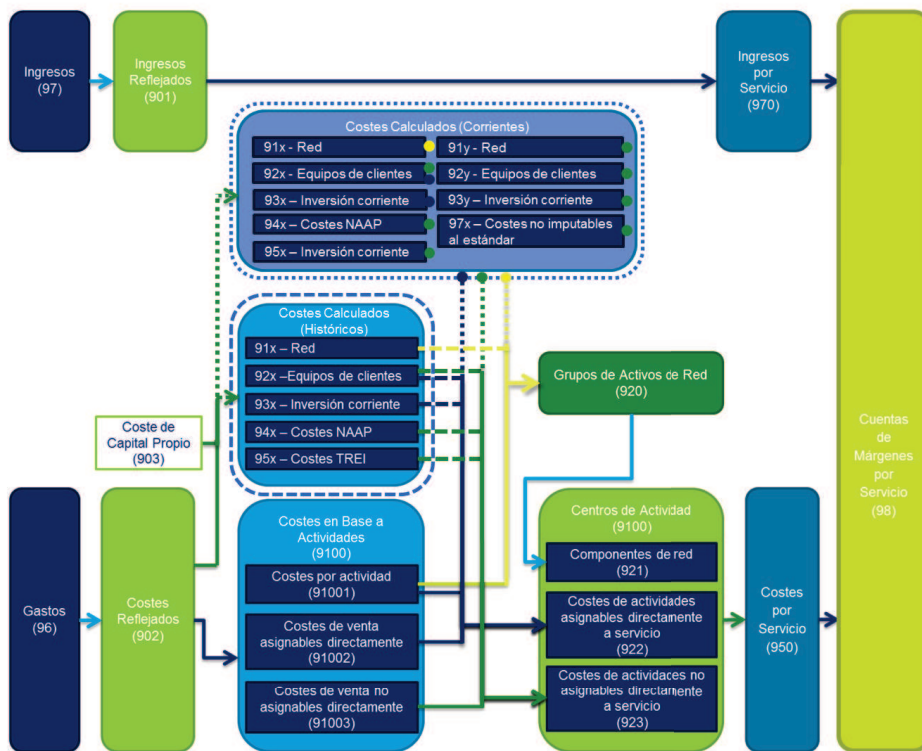 Ingresos
(97)
Ingresos
Reflejados
(901)
Ingresos
por
Servicio
(970)
Costes Calculados (Corrientes)
91x - Red
92x - Equipos de clientes
93x – Inversión corriente
94x – Costes NAAP
95x – Inversión corriente
91y - Red
92y - Equipos de clientes
93y – Inversión corriente
97x – Costes no imputables
al estándar
Costes Calculados
(Históricos)
91x – Red
92x –Equipos de clientes
93x – Inversión corriente
94x – Costes NAAP
95x – Costes TREI
Grupos de Activos de Red
(920)
Coste de
Capital Propio
(903)
Cuentas
de
Márgenes
por
Servicio
(98)
Gastos
(96)
Costes
Reflejados
(902)
Costes en Base a
Actividades
(9100)
Costes por actividad
(91001)
Costes de venta
asignables directamente
(91002)
Costes de venta no
asignables directamente
(91003)
Centros de Actividad
(9100)
Componentes de red
(921)
Costes de actividades
asignables directamente
a servicio
(922)
Costes de actividades no
asignables directamente
a servicio
(923)
Costes
por
Servicio
(950)